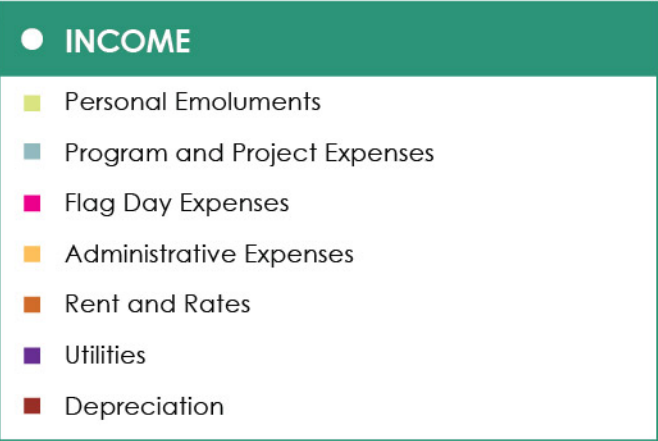 INCOME
Personal Emoluments
Program and Project Expenses
Flag Day Expenses
Administrative Expenses
Rent and Rates
Utilities
Depreciation